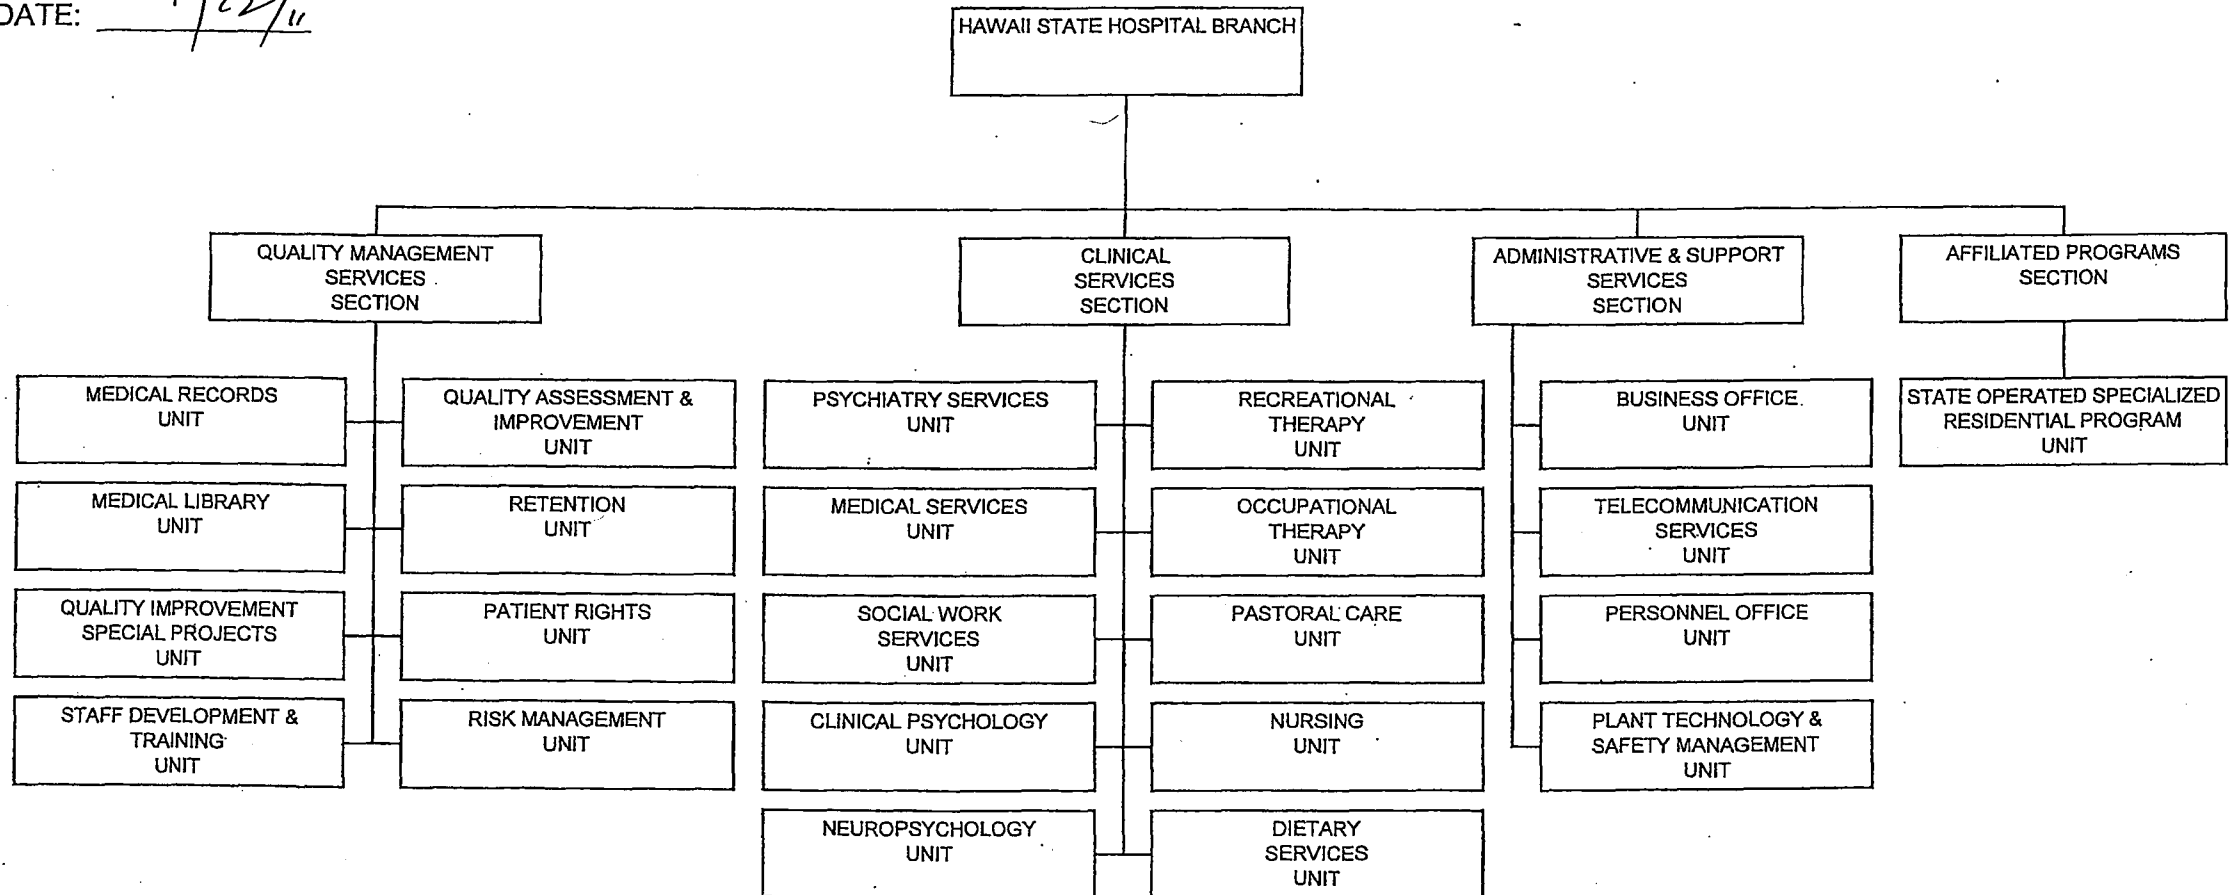 DATE: /22/11
HAWAII STATE HOSPITAL BRANCH
QUALITY MANAGEMENT
SERVICES
SECTION
CLINICAL
SERVICES
SECTION
ADMINISTRATIVE & SUPPORT
SERVICES
SECTION
AFFILIATED PROGRAMS
SECTION
MEDICAL RECORDS
UNIT
QUALITY ASSESSMENT &
IMPROVEMENT
UNIT
PSYCHIATRY SERVICES
UNIT
RECREATIONAL
THERAPY
UNIT
BUSINESS OFFICE
UNIT
STATE OPERATED SPECIALIZED
RESIDENTIAL PROGRAM
UNIT
MEDICAL LIBRARY
UNIT
RETENTION
UNIT
MEDICAL SERVICES
UNIT
OCCUPATIONAL
THERAPY
UNIT
TELECOMMUNICATION
SERVICES
UNIT
QUALITY IMPROVEMENT
SPECIAL PROJECTS
UNIT
PATIENT RIGHTS
UNIT
SOCIAL WORK
SERVICES
UNIT
PASTORAL CARE
UNIT
PERSONNEL OFFICE
UNIT
STAFF DEVELOPMENT &
TRAINING
UNIT
RISK MANAGEMENT
UNIT
CLINICAL PSYCHOLOGY
UNIT
NURSING
UNIT
PLANT TECHNOLOGY &
SAFETY MANAGEMENT
UNIT
NEUROPSYCHOLOGY
UNIT
DIETARY
SERVICES
UNIT